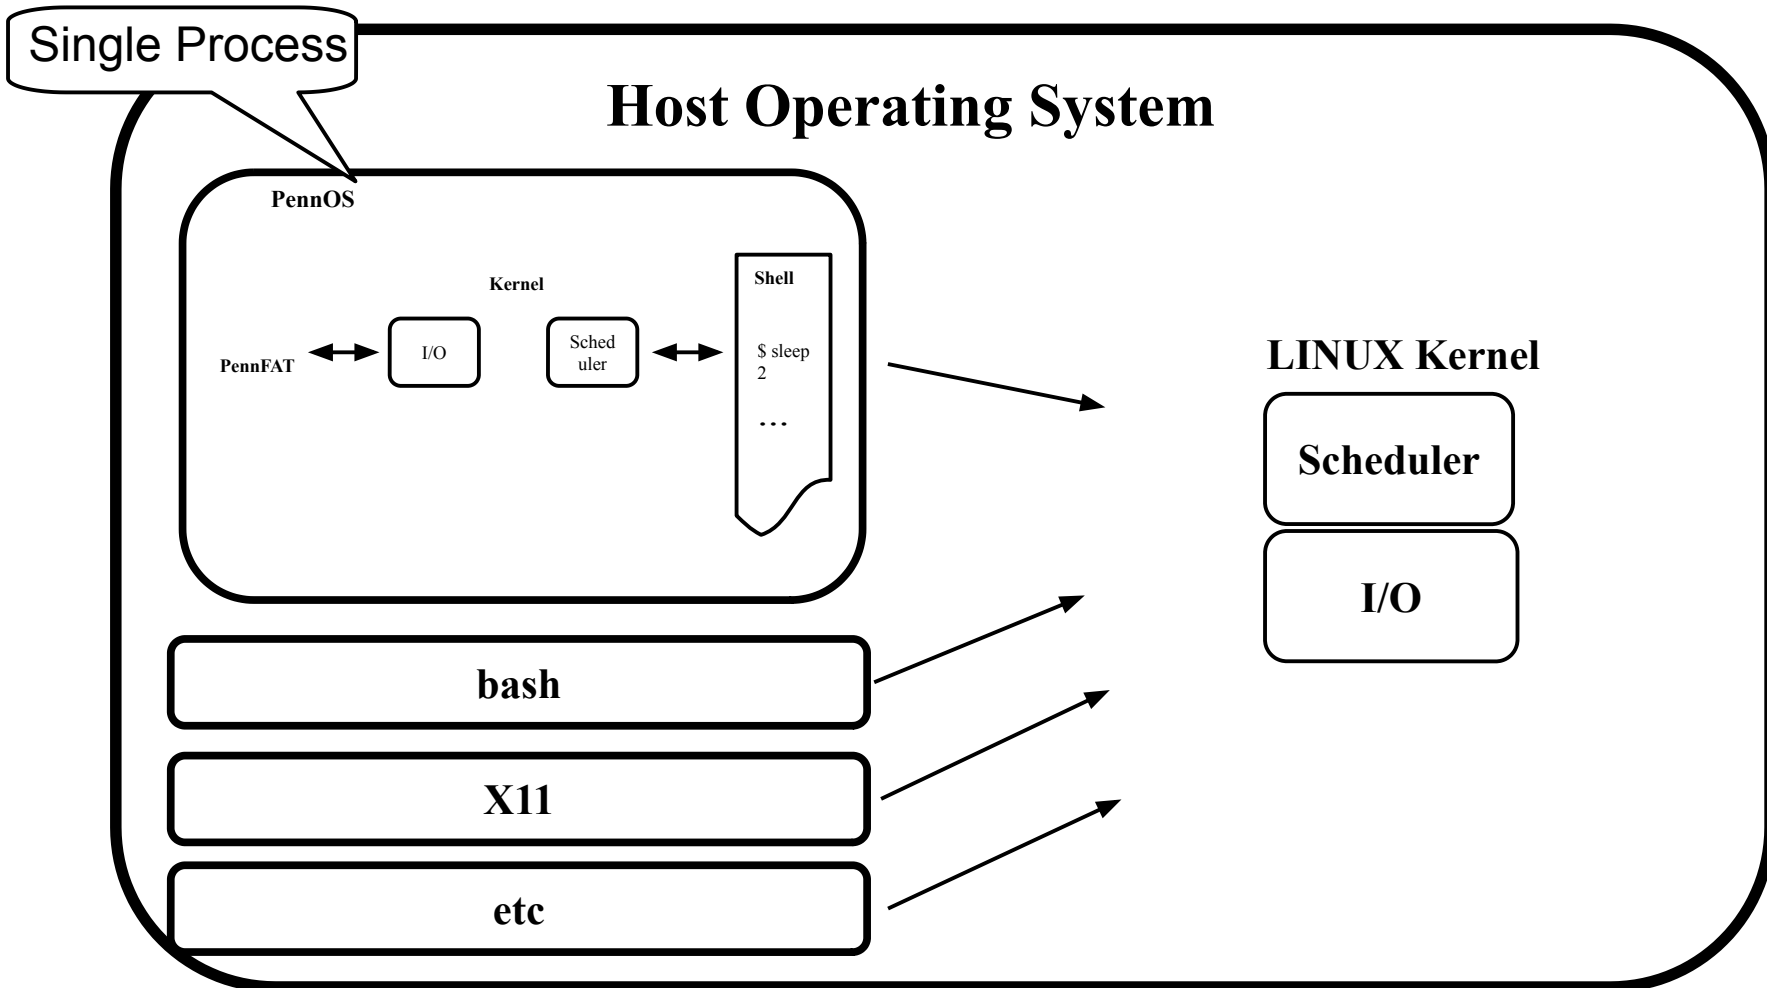 Single Process
Host Operating System
PennOS
Kernel
PennFAT
I/O
Sched
uler
Shell
$ sleep
2
...
LINUX Kernel
Scheduler
I/O
bash
X11
etc